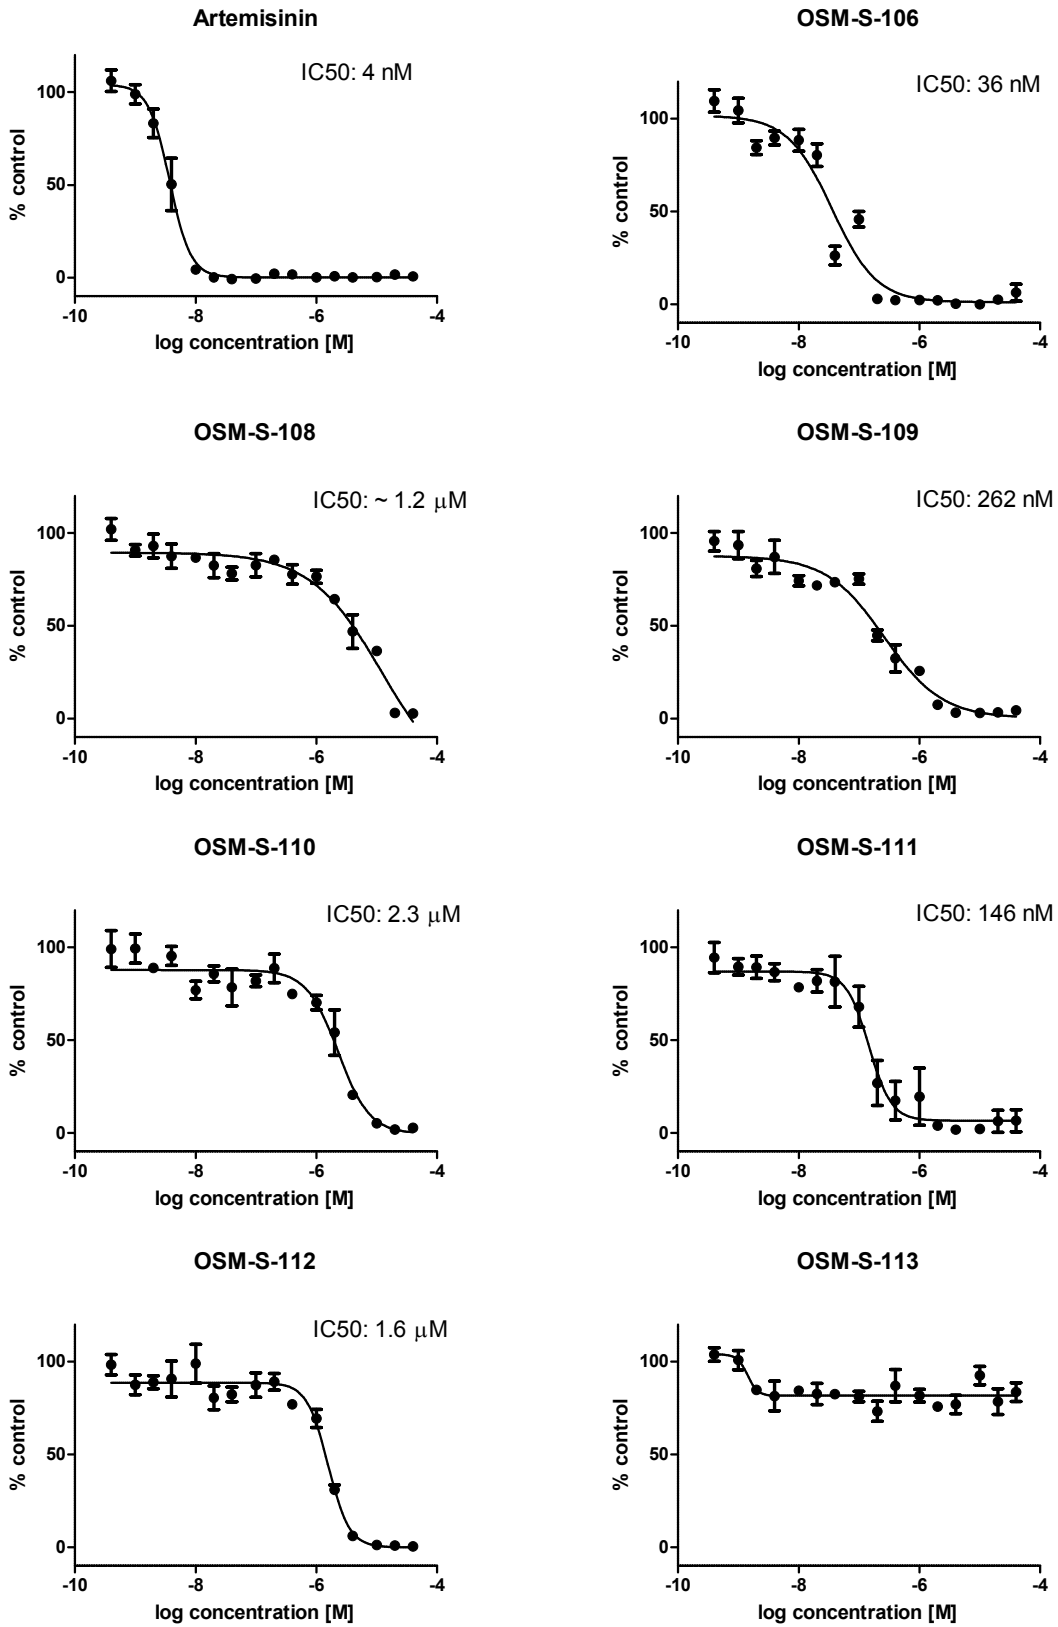 Artemisinin
IC50: 4 nM
% control
100
50
0
-10 -8 -6 -4
log concentration [M]
OSM-S-106
IC50: 36 nM
% control
100
50
0
-10 -8 -6 -4
log concentration [M]
OSM-S-108
IC50: ~ 1.2 μM
% control
100
50
0
-10 -8 -6 -4
log concentration [M]
OSM-S-109
IC50: 262 nM
% control
100
50
0
-10 -8 -6 -4
log concentration [M]
OSM-S-110
IC50: 2.3 μM
% control
100
50
0
-10 -8 -6 -4
log concentration [M]
OSM-S-111
IC50: 146 nM
% control
100
50
0
-10 -8 -6 -4
log concentration [M]
OSM-S-112
IC50: 1.6 μM
% control
100
50
0
-10 -8 -6 -4
log concentration [M]
OSM-S-113
% control
100
50
0
-10 -8 -6 -4
log concentration [M]